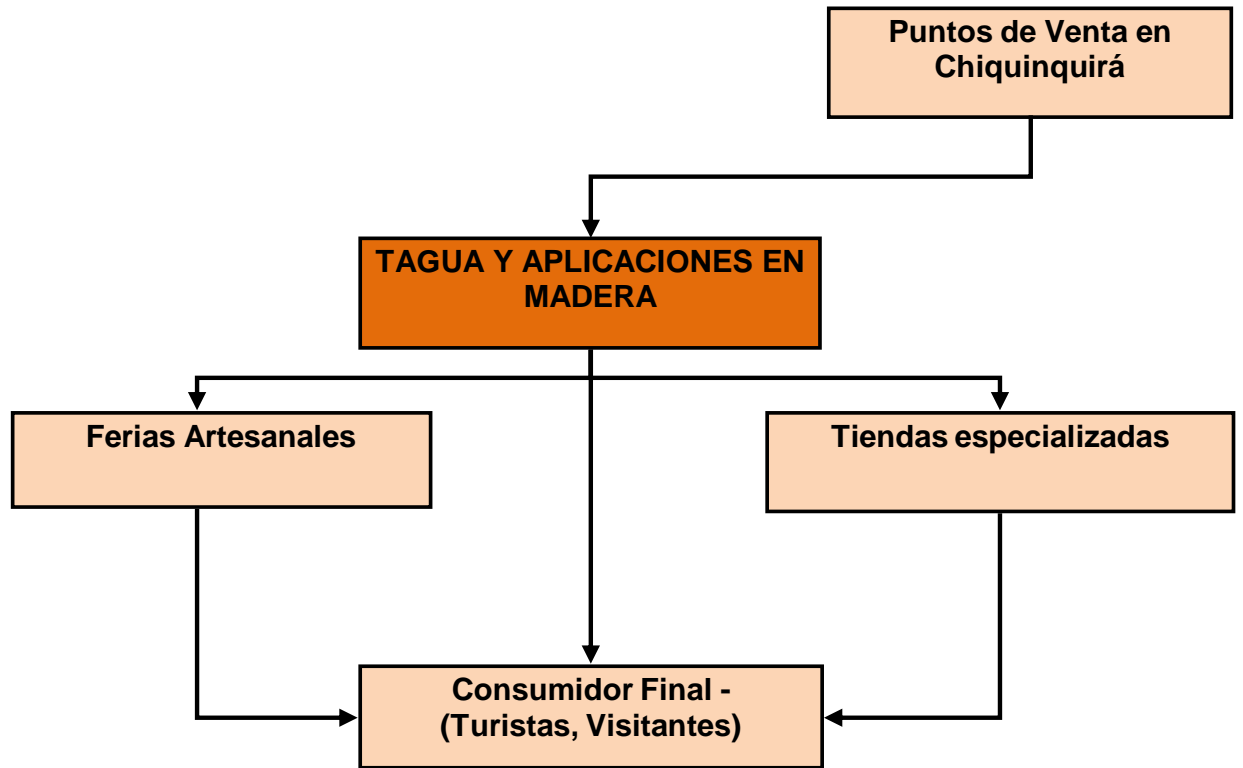 Puntos de Venta en
Chiquinquirá
TAGUA Y APLICACIONES EN
MADERA
Ferias Artesanales
Tiendas especializadas
Consumidor Final -
(Turistas, Visitantes)